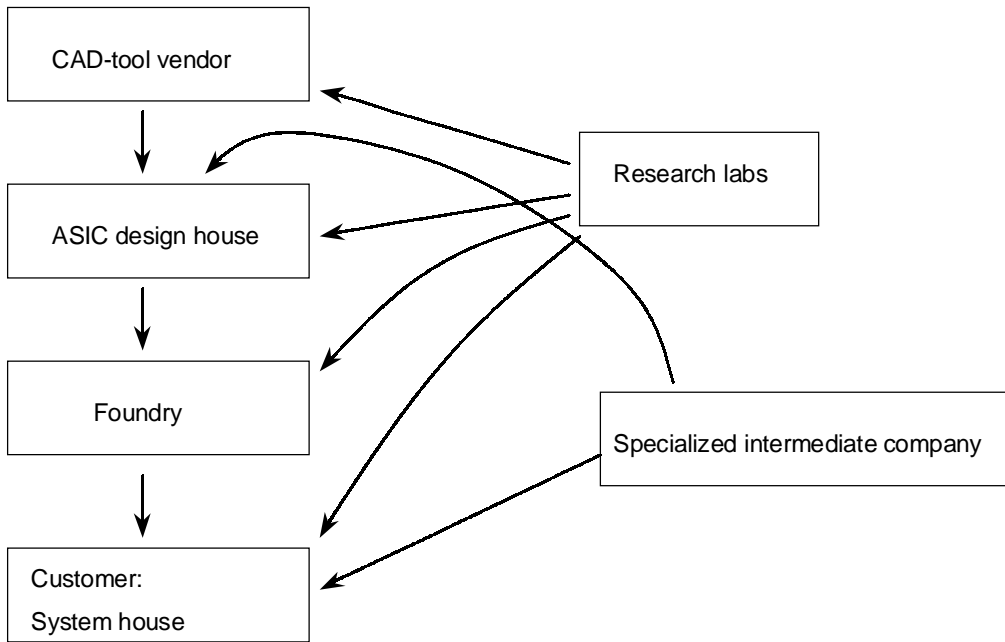 CAD-tool vendor
Research labs
ASIC design house
Foundry
Specialized intermediate company
Customer:
System house